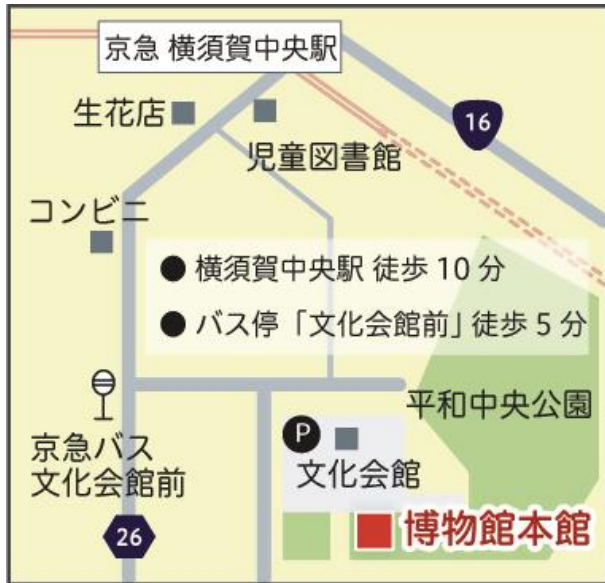 京急 横須賀中央駅
16
生花店
児童図書館
コンビニ
● 横須賀中央駅 徒歩 10 分
● バス停「文化会館前」徒歩 5 分
平和中央公園
京急バス
文化会館前
P
文化会館
博物館本館
26